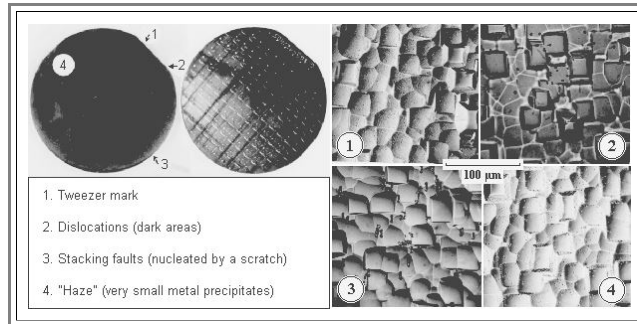 1
4
2
3
1. Tweezer mark
2. Dislocations (dark areas)
3. Stacking faults (nucleated by a scratch)
4. "Haze" (very small metal precipitates)
1
2
100 µm
3
4